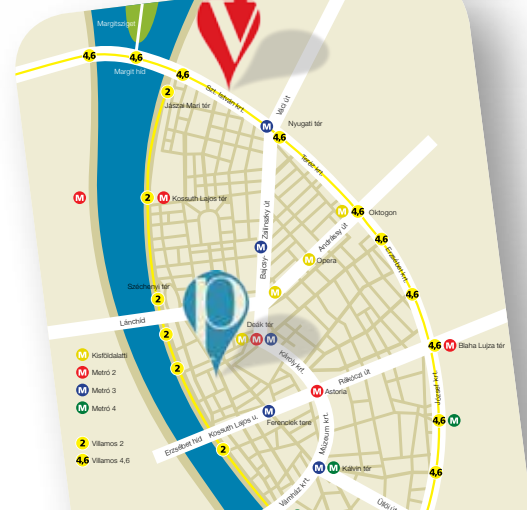 Margitsziget
V
4,6
4,6
Margit híd
4,6
2
Szt. István krt.
Jászai Mari tér
Váci út
M
Nyugati tér
4,6
Teréz krt.
M
2
M
Kossuth Lajos tér
M
4,6
Oktogon
Bajcsy- Zsilinszky út
Andrássy út
4,6
M
M
Opera
Erzsébet krt.
Széchenyi tér
2
M
4,6
p
Lánchíd
Deák tér
2
M
M
M
4,6
M
Blaha Lujza tér
M
Kisföldalatti
Károly krt.
M
Metró 2
2
Rákóczi út
M
Metró 3
M
Astoria
József krt.
M
Metró 4
M
Kossuth Lajos u.
Ferenciek tere
4,6
M
2
Villamos 2
Erzsébet híd
2
Múzeum krt.
4,6
Villamos 4,6
M
M
Kálvin tér
4,6
Vámház krt.
Üllői út